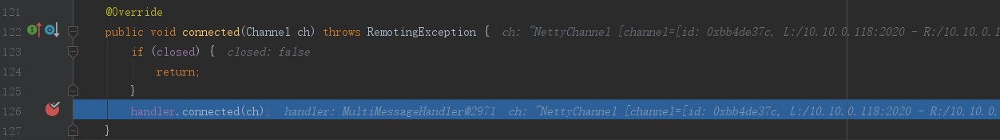 121 @Override
122 public void connected(Channel ch) throws RemotingException { ch: "NettyChannel [channel=[id: 0xbb4de37c, L:/10.10.0.118:2020 - R:/10.10.0.1
123 if (closed) { closed: false
124 return;
125 }
126 handler.connected(ch); handler: MultiMessageHandler@2971 ch: "NettyChannel [channel=[id: 0xbb4de37c, L:/10.10.0.118:2020 - R:/10.10.0.
127 }